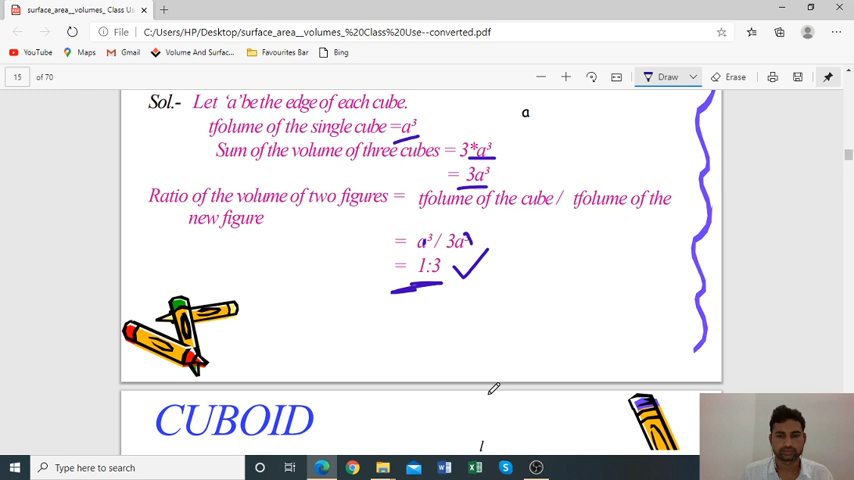 surface_area__volumes_ Class Us
File
C:/Users/HP/Desktop/surface_area__volumes_%20Class%20Use--converted.pdf
YouTube
Maps
Gmail
Volume And Surfac...
Favourites Bar
Bing
15 of 70
Draw
Erase
Sol.- Let ‘a’be the edge of each cube.
a
tfolume of the single cube =a³
Sum of the volume of three cubes = 3*a³
= 3a³
Ratio of the volume of two figures = tfolume of the cube / tfolume of the
new figure
= a³ / 3a³
= 1:3
CUBOID
l
Type here to search